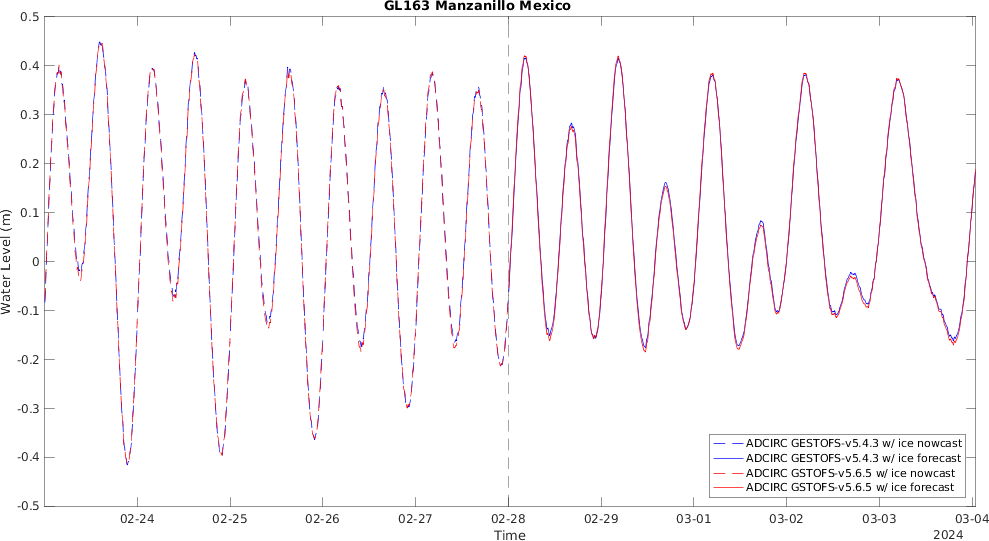 GL163 Manzanillo Mexico
0.5
0.4
0.3
0.2
0.1
0
-0.1
-0.2
-0.3
-0.4
-0.5
Water Level (m)
ADCIRC GESTOFS-v5.4.3 w/ ice nowcast
ADCIRC GESTOFS-v5.4.3 w/ ice forecast
ADCIRC GSTOFS-v5.6.5 w/ ice nowcast
ADCIRC GSTOFS-v5.6.5 w/ ice forecast
02-24 02-25 02-26 02-27 02-28 02-29 03-01 03-02 03-03 03-04
Time
2024